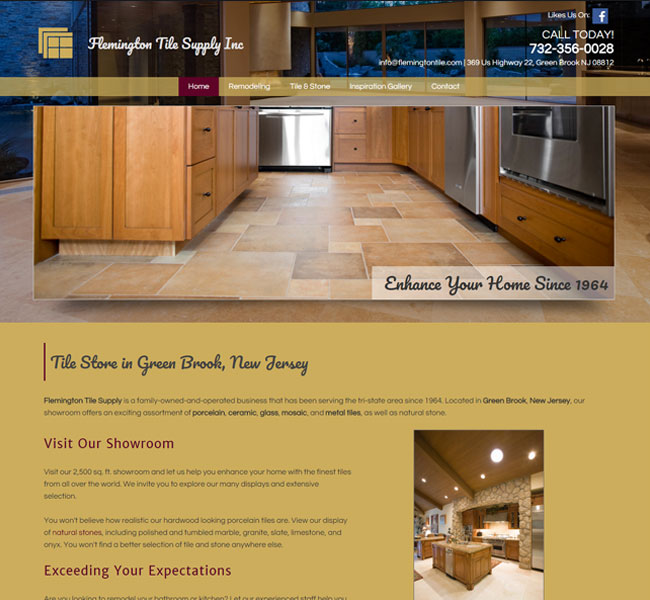 Likes Us On:
Flemington Tile Supply Inc
CALL TODAY!
732-356-0028
info@flemingtontile.com | 369 Us Highway 22, Green Brook NJ 08812
Home Remodeling Tile & Stone Inspiration Gallery Contact
Enhance Your Home Since 1964
Tile Store in Green Brook, New Jersey
Flemington Tile Supply is a family-owned-and-operated business that has been serving the tri-state area since 1964. Located in Green Brook, New Jersey, our
showroom offers an exciting assortment of porcelain, ceramic, glass, mosaic, and metal tiles, as well as natural stone.
Visit Our Showroom
Visit our 2,500 sq. ft. showroom and let us help you enhance your home with the finest tiles
from all over the world. We invite you to explore our many displays and extensive
selection.
You won't believe how realistic our hardwood looking porcelain tiles are. View our display
of natural stones, including polished and tumbled marble, granite, slate, limestone, and
onyx. You won't find a better selection of tile and stone anywhere else.
Exceeding Your Expectations
Are you looking to remodel your bathroom or kitchen? Let our experienced staff help you